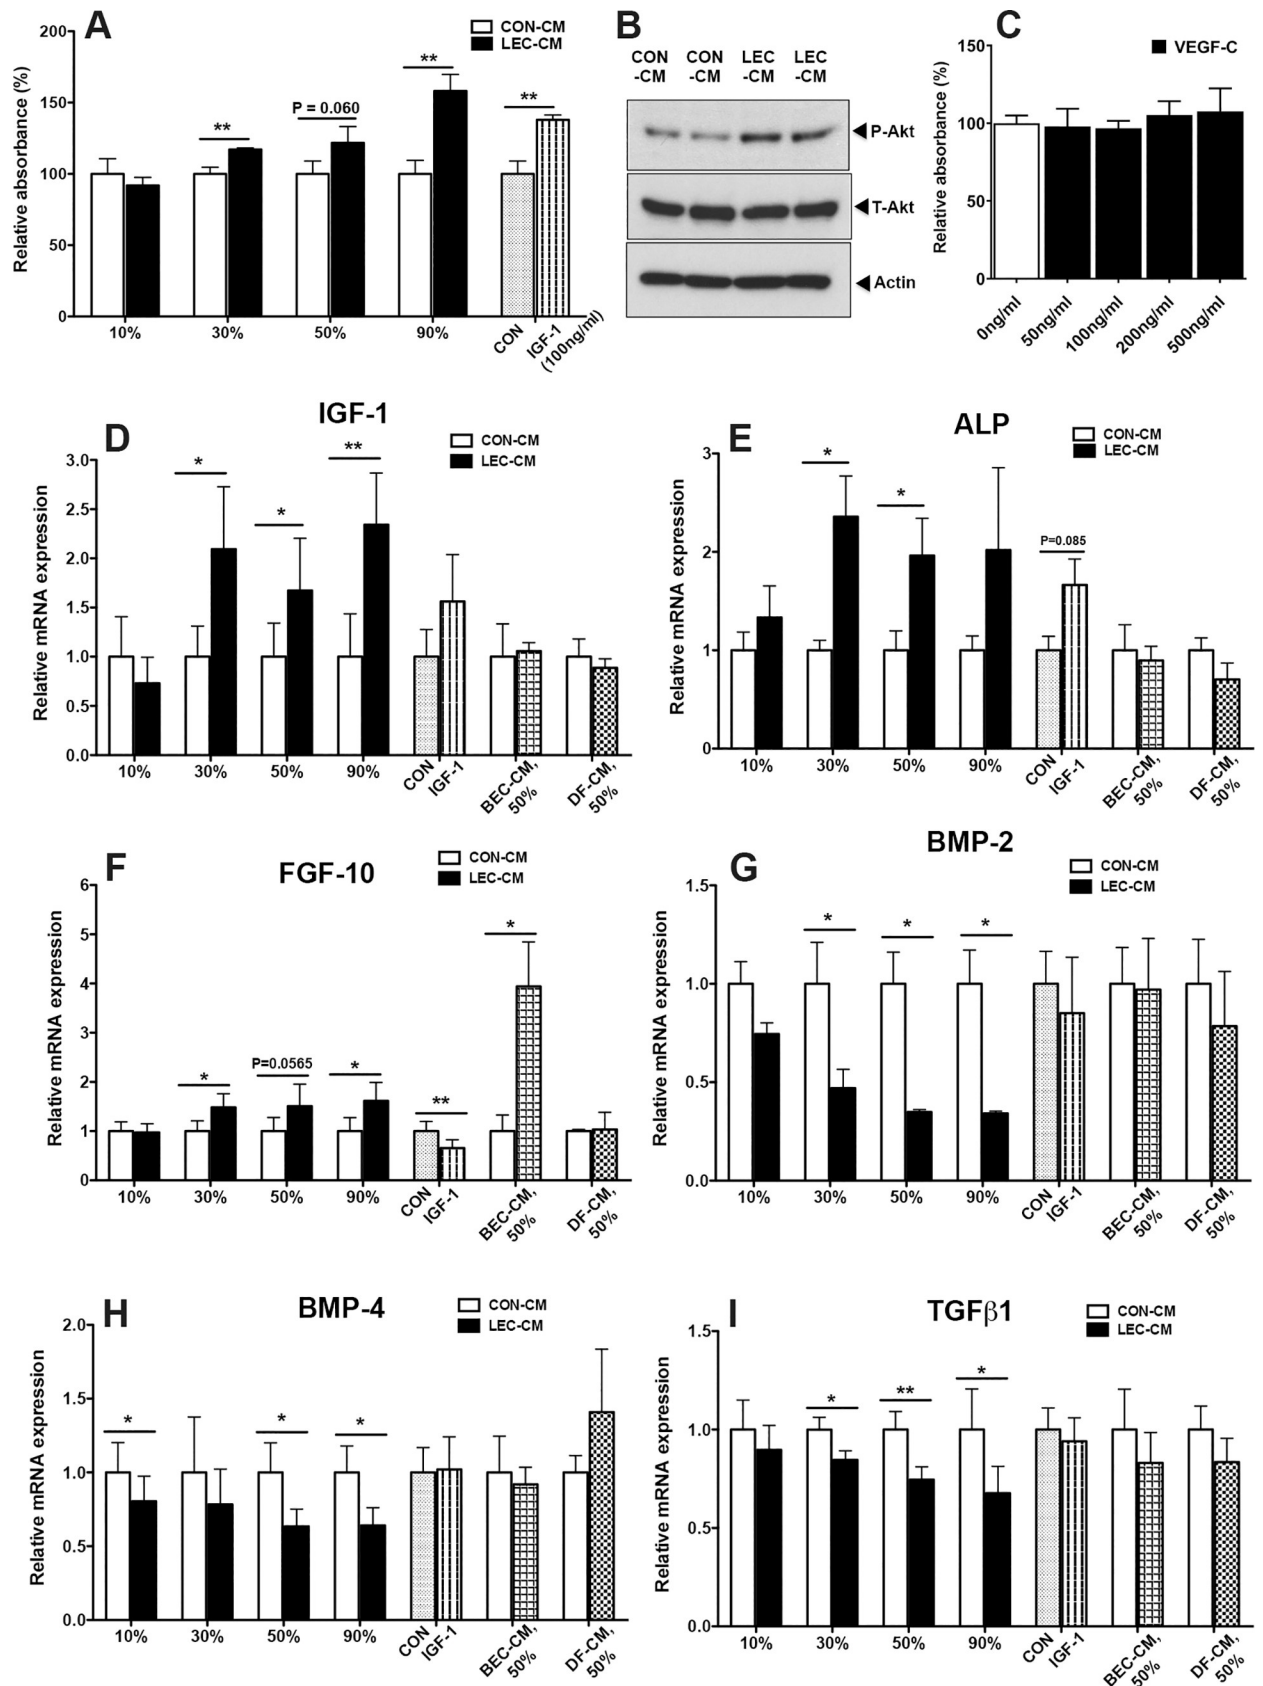 A
CON-CM
LEC-CM
Relative absorbance (%)
200
150
100
50
0
**
P = 0.060
**
**
10%
30%
50%
90%
CON
IGF-1
(100ng/ml)
B
CON
-CM
CON
-CM
LEC
-CM
LEC
-CM
P-Akt
T-Akt
Actin
C
VEGF-C
Relative absorbance (%)
150
100
50
0
0ng/ml
50ng/ml
100ng/ml
200ng/ml
500ng/ml
D
IGF-1
CON-CM
LEC-CM
Relative mRNA expression
3.0
2.5
2.0
1.5
1.0
0.5
0.0
*
*
**
10%
30%
50%
90%
CON
IGF-1
BEC-CM,
50%
DF-CM,
50%
E
ALP
CON-CM
LEC-CM
Relative mRNA expression
3
2
1
0
*
*
P=0.085
10%
30%
50%
90%
CON
IGF-1
BEC-CM,
50%
DF-CM,
50%
F
FGF-10
CON-CM
LEC-CM
Relative mRNA expression
6
5
4
3
2
1
0
*
P=0.0565
*
**
*
10%
30%
50%
90%
CON
IGF-1
BEC-CM,
50%
DF-CM,
50%
G
BMP-2
CON-CM
LEC-CM
Relative mRNA expression
1.5
1.0
0.5
0.0
*
*
*
10%
30%
50%
90%
CON
IGF-1
BEC-CM,
50%
DF-CM,
50%
H
BMP-4
CON-CM
LEC-CM
Relative mRNA expression
2.0
1.5
1.0
0.5
0.0
*
*
*
10%
30%
50%
90%
CON
IGF-1
BEC-CM,
50%
DF-CM,
50%
I
TGFβ1
CON-CM
LEC-CM
Relative mRNA expression
1.5
1.0
0.5
0.0
*
**
*
10%
30%
50%
90%
CON
IGF-1
BEC-CM,
50%
DF-CM,
50%